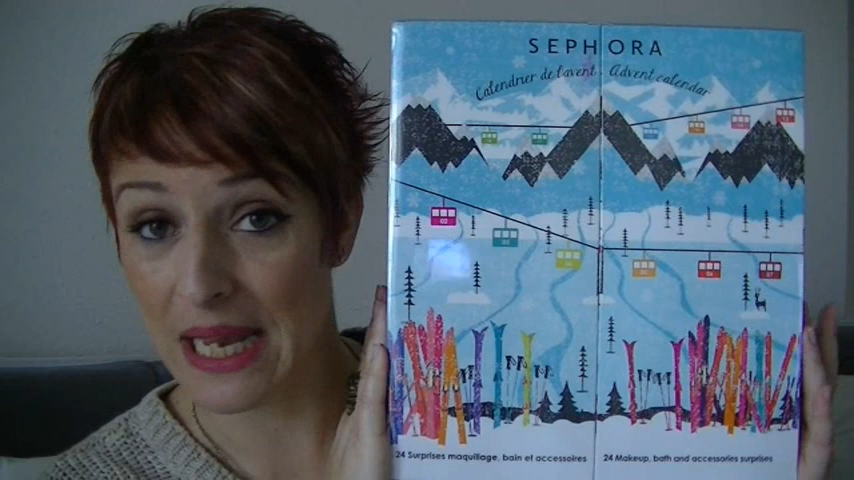 SEPHORA
Calendrier de l'avent . Advent calendar
24 Surprises maquillage, bain et accessoires
24 Makeup, bath and accessories surprises